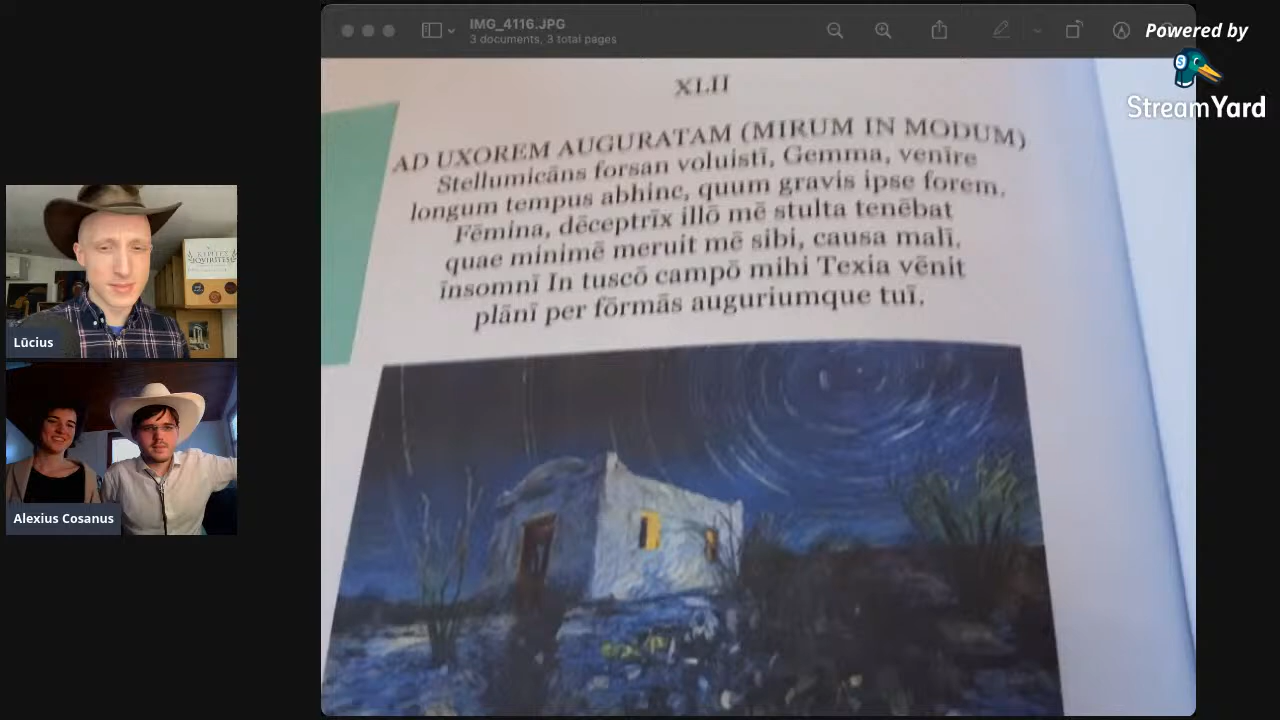 IMG_4116.JPG
3 documents, 3 total pages
Powered by
StreamYard
XLII
AD UXOREM AUGURATAM (MIRUM IN MODUM)
Stellumicāns forsan voluistī, Gemma, venīre
longum tempus abhinc, quum gravis ipse forem.
Fēmina, dēceptrīx illō mē stulta tenēbat
quae minimē meruit mē sibi, causa malī.
īnsomnī In tuscō campō mihi Texia vēnit
plānī per fōrmās auguriumque tuī.
Lūcius
Alexius Cosanus